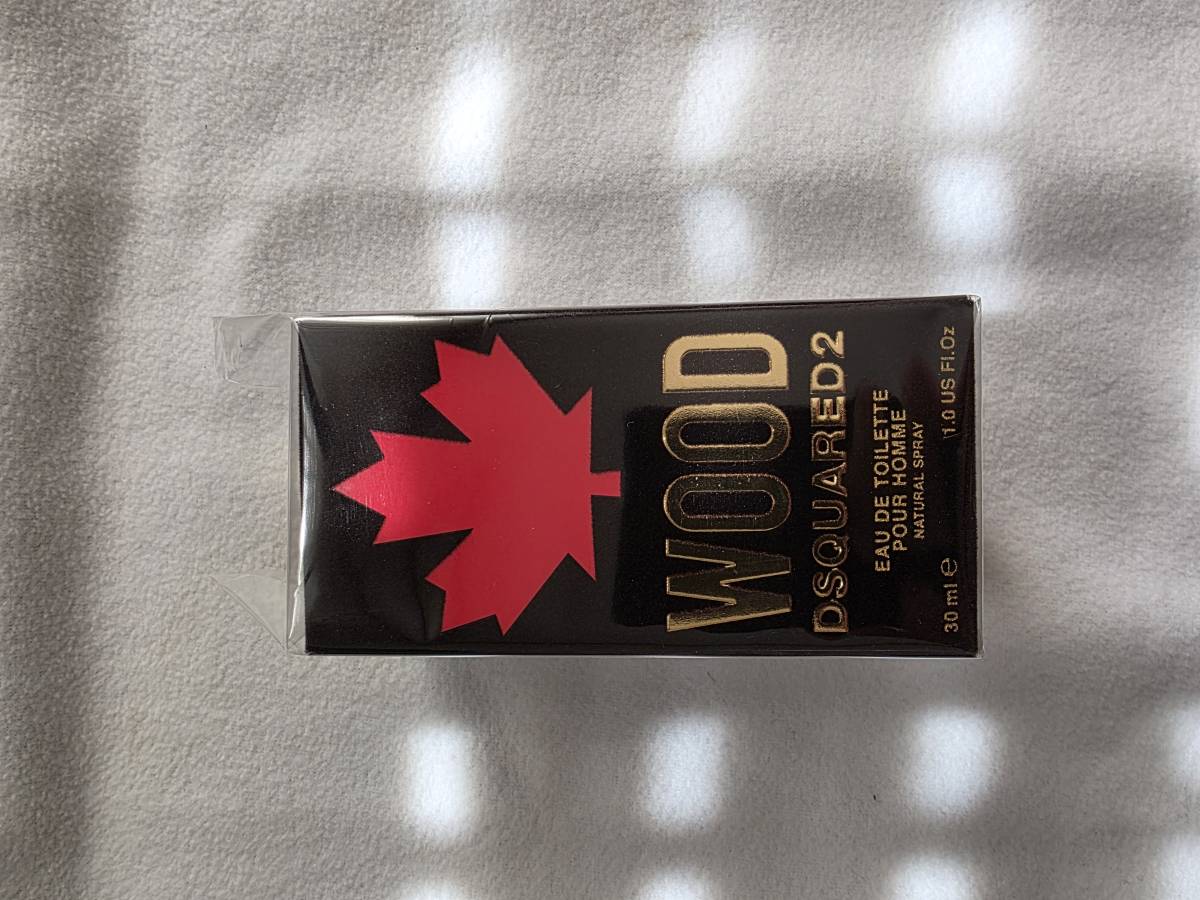 WOOD
DSQUARED2
EAU DE TOILETTE
POUR HOMME
NATURAL SPRAY
30 ml ℮ 1.0 US Fl.Oz